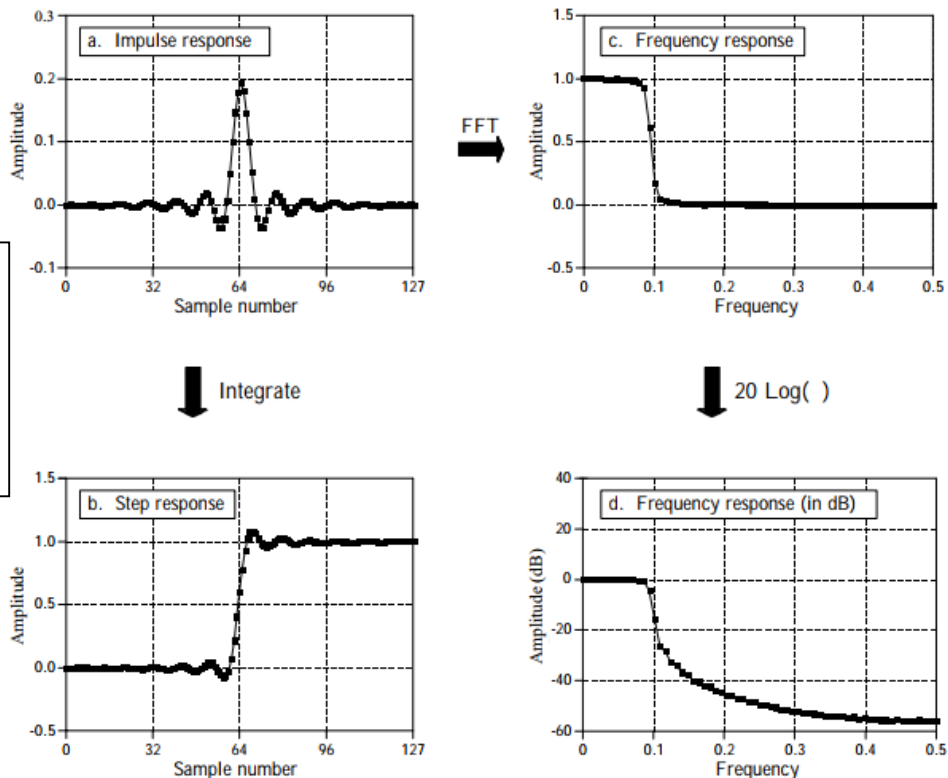 a. Impulse response
Amplitude
0.3
0.2
0.1
0.0
-0.1
0 32 64 96 127
Sample number
FFT
c. Frequency response
Amplitude
1.5
1.0
0.5
0.0
-0.5
0 0.1 0.2 0.3 0.4 0.5
Frequency
Integrate
20 Log( )
b. Step response
Amplitude
1.5
1.0
0.5
0.0
-0.5
0 32 64 96 127
Sample number
d. Frequency response (in dB)
Amplitude (dB)
40
20
0
-20
-40
-60
0 0.1 0.2 0.3 0.4 0.5
Frequency